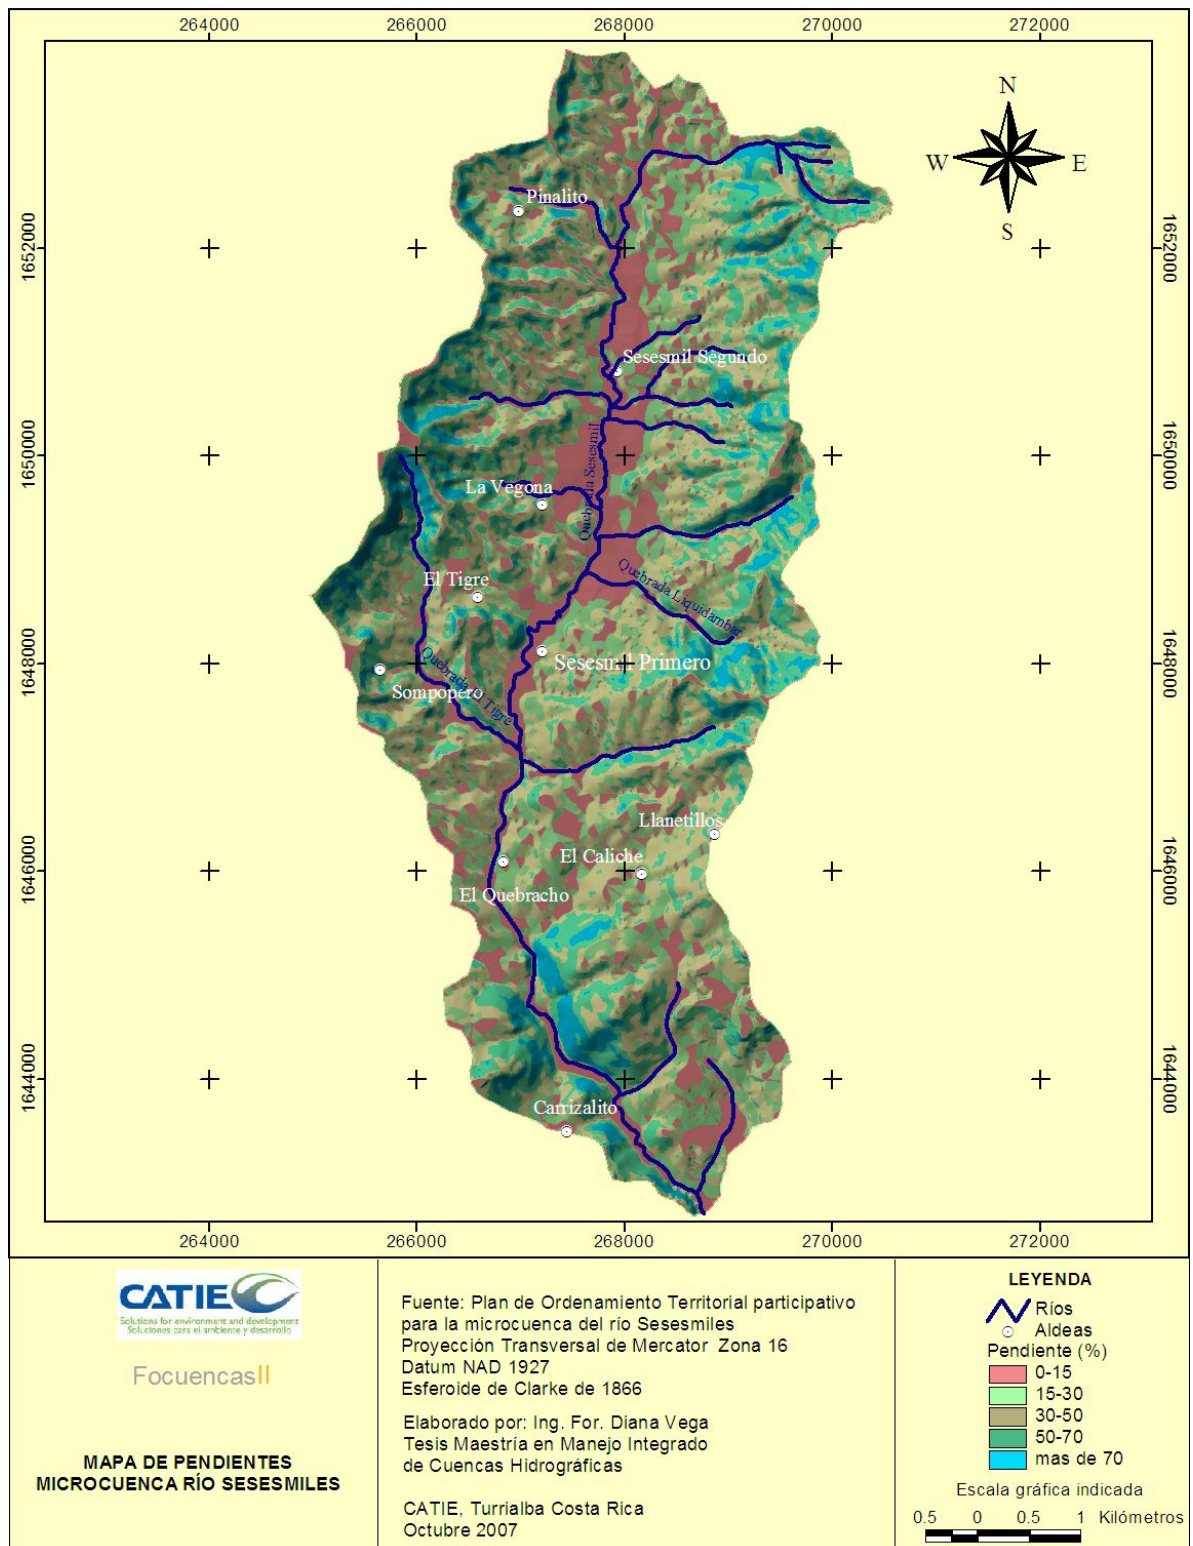 264000
266000
268000
270000
272000
N
W
E
S
Pinalito
1652000
1652000
Sesesmil Segundo
Quebrada Sesesmil
1650000
1650000
La Vegona
El Tigre
Quebrada Liquidambar
1648000
1648000
Sesesmil Primero
Quebrada El Tigre
Sompopero
Llanetillos
El Caliche
1646000
1646000
El Quebracho
1644000
1644000
Carrizalito
264000
266000
268000
270000
272000
CATIE
Solutions for environment and development
Soluciones para el ambiente y desarrollo
FocuencasII
MAPA DE PENDIENTES
MICROCUENCA RÍO SESESMILES
Fuente: Plan de Ordenamiento Territorial participativo
para la microcuenca del río Sesesmiles
Proyección Transversal de Mercator Zona 16
Datum NAD 1927
Esferoide de Clarke de 1866
Elaborado por: Ing. For. Diana Vega
Tesis Maestría en Manejo Integrado
de Cuencas Hidrográficas
CATIE, Turrialba Costa Rica
Octubre 2007
LEYENDA
Ríos
Aldeas
Pendiente (%)
0-15
15-30
30-50
50-70
mas de 70
Escala gráfica indicada
0.5 0 0.5 1 Kilómetros